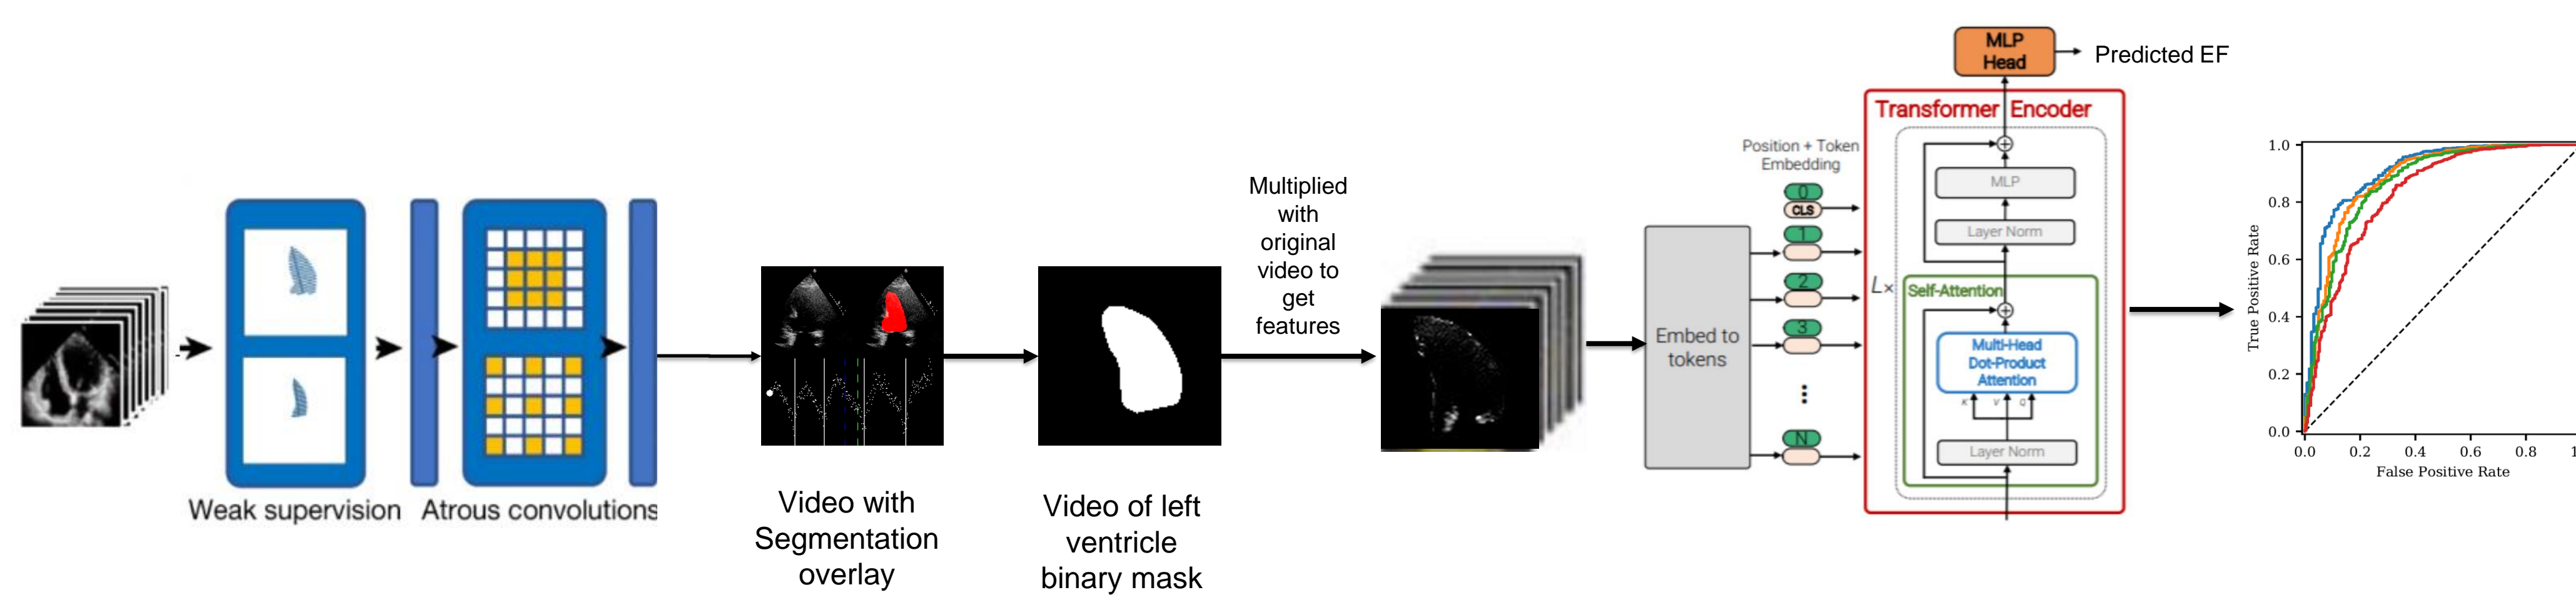 Weak supervision
Atrous convolutions
Video with
Segmentation
overlay
Video of left
ventricle
binary mask
Multiplied
with
original
video to
get
features
Embed to
tokens
Position + Token
Embedding
0
CLS
1
2
3
N
MLP
Head
Predicted EF
Transformer Encoder
MLP
Layer Norm
L×
Self-Attention
Multi-Head
Dot-Product
Attention
K V Q
Layer Norm
True Positive Rate
1.0
0.8
0.6
0.4
0.2
0.0
0.0 0.2 0.4 0.6 0.8
False Positive Rate